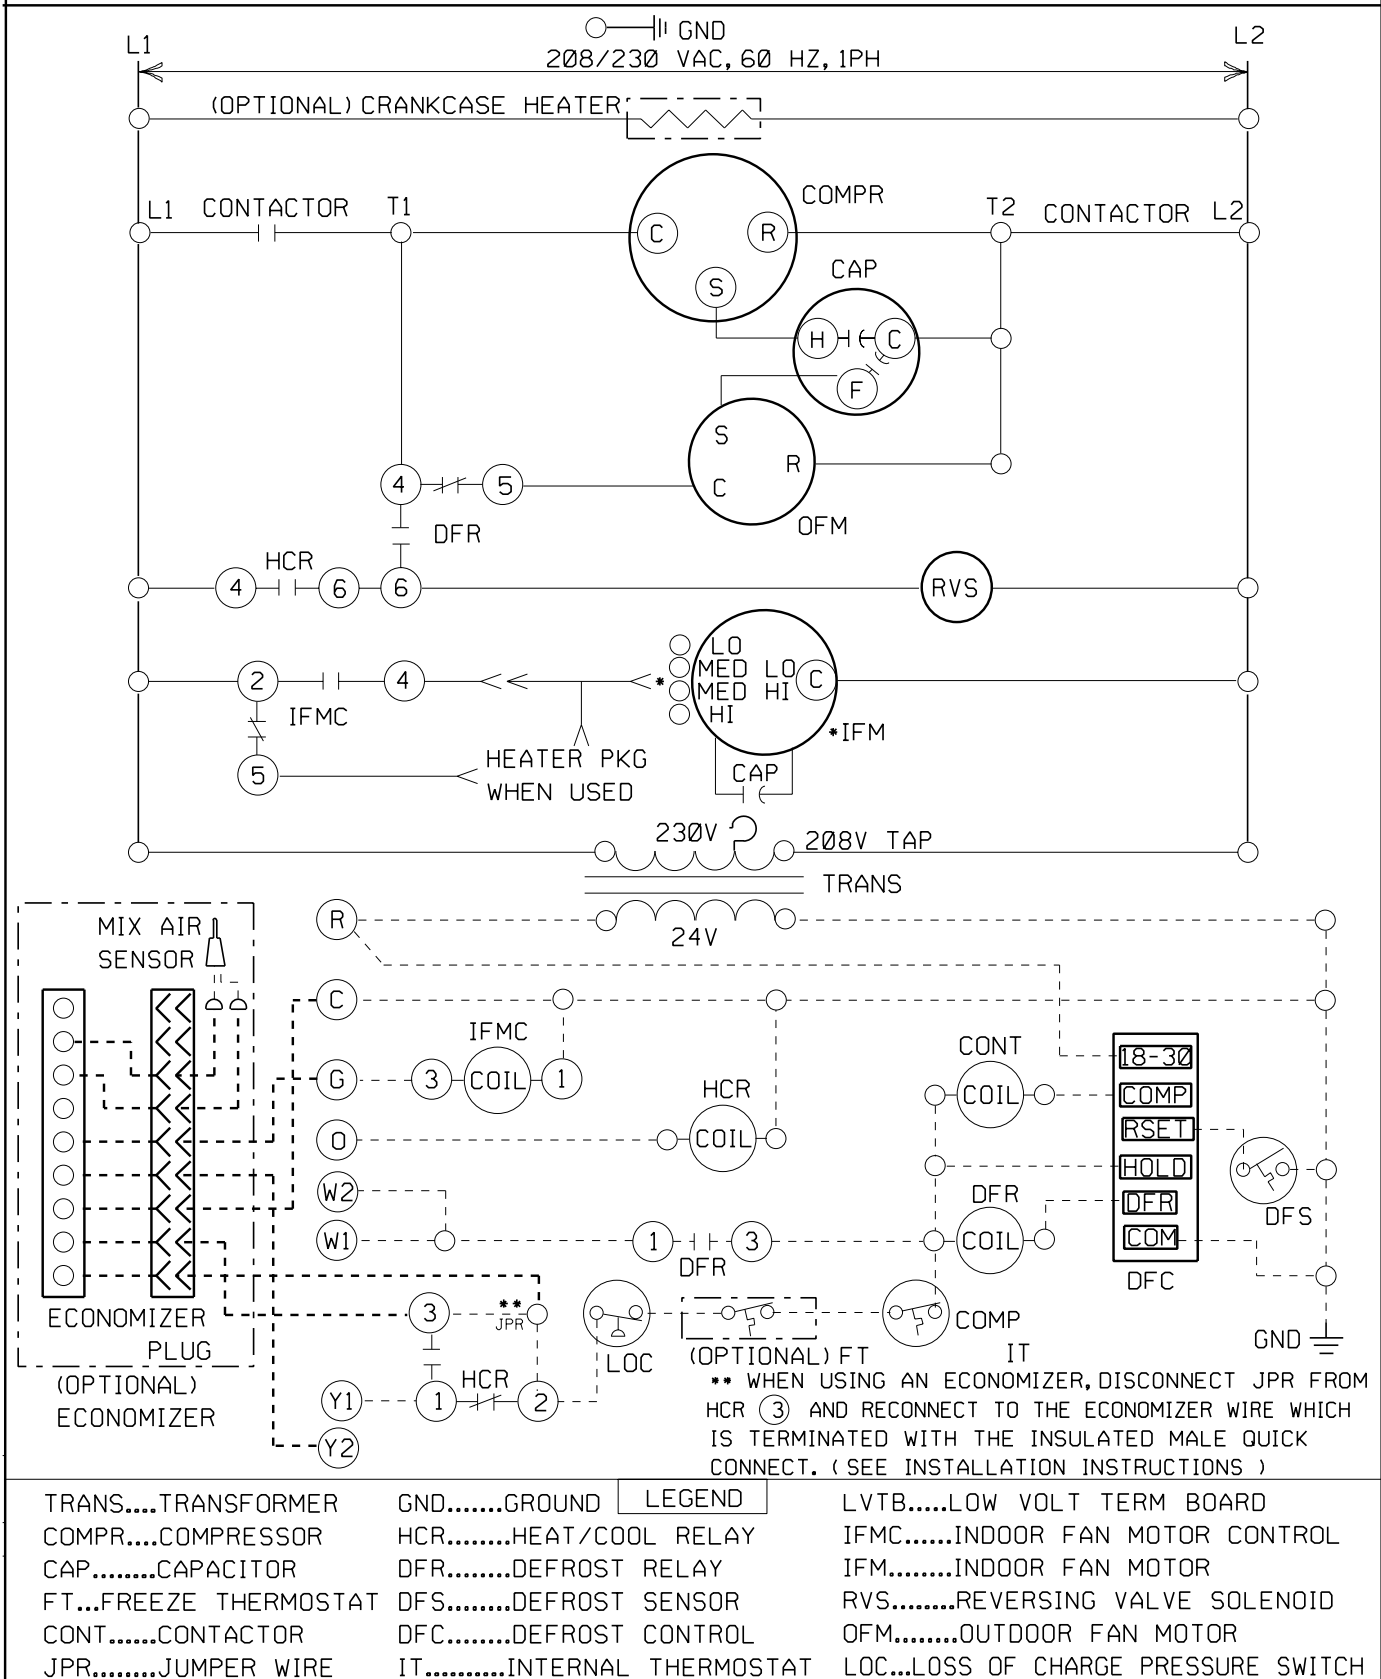 GND
L1
L2
208/230 VAC, 60 HZ, 1PH
(OPTIONAL) CRANKCASE HEATER
COMPR
L1 CONTACTOR T1
T2 CONTACTOR L2
C R
S
CAP
H C
F
S
R
C
OFM
4 5
DFR
HCR
4 6 6
RVS
LO
MED LO
MED HI
HI
C
2 4 *
IFMC
*IFM
5
HEATER PKG
WHEN USED
CAP
230V
208V TAP
TRANS
24V
MIX AIR
SENSOR
R
C
IFMC
G 3 COIL 1
HCR
O COIL
W2
W1 1 3
DFR
CONT
COIL
DFR
COIL
18-30
COMP
RSET
HOLD
DFR
COM
DFC
DFS
ECONOMIZER
PLUG
(OPTIONAL)
ECONOMIZER
3 **
JPR
LOC
(OPTIONAL) FT
COMP
IT
GND
HCR
Y1 1 2
Y2
** WHEN USING AN ECONOMIZER, DISCONNECT JPR FROM
HCR 3 AND RECONNECT TO THE ECONOMIZER WIRE WHICH
IS TERMINATED WITH THE INSULATED MALE QUICK
CONNECT. ( SEE INSTALLATION INSTRUCTIONS )
LEGEND
TRANS....TRANSFORMER
COMPR....COMPRESSOR
CAP........CAPACITOR
FT...FREEZE THERMOSTAT
CONT......CONTACTOR
JPR........JUMPER WIRE
GND.......GROUND
HCR........HEAT/COOL RELAY
DFR........DEFROST RELAY
DFS........DEFROST SENSOR
DFC........DEFROST CONTROL
IT..........INTERNAL THERMOSTAT
LVTB.....LOW VOLT TERM BOARD
IFMC......INDOOR FAN MOTOR CONTROL
IFM........INDOOR FAN MOTOR
RVS........REVERSING VALVE SOLENOID
OFM........OUTDOOR FAN MOTOR
LOC...LOSS OF CHARGE PRESSURE SWITCH